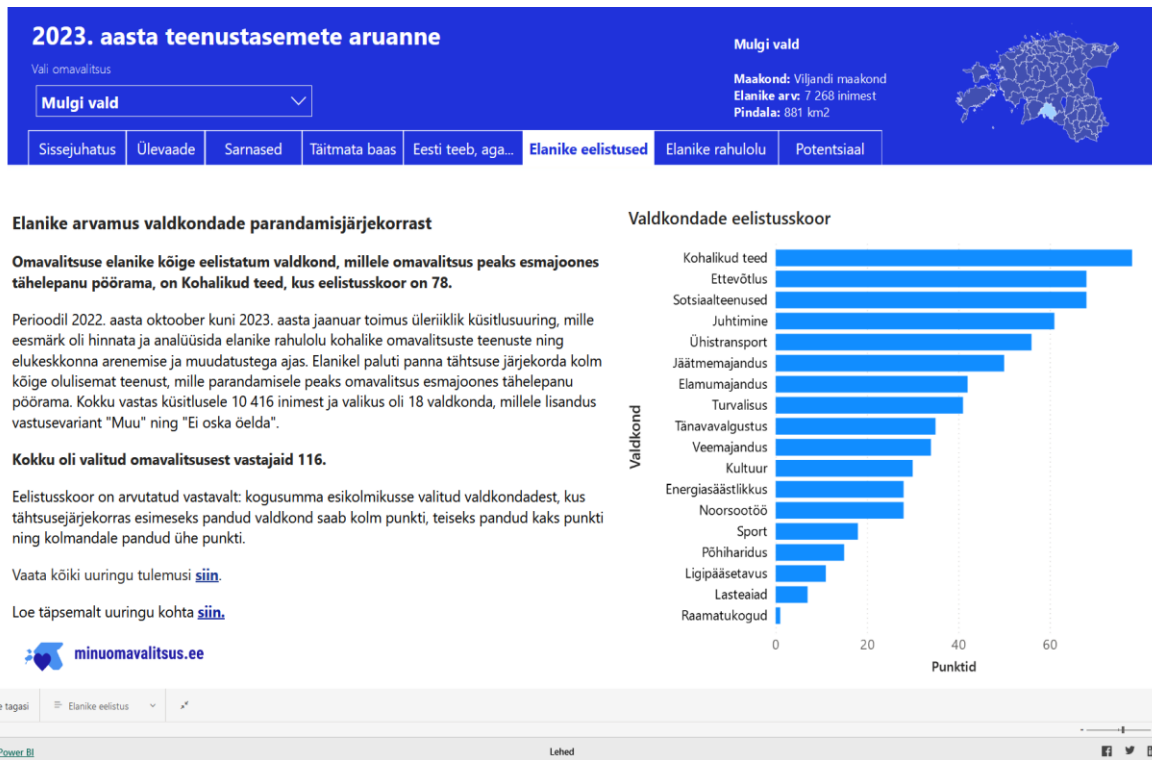 2023. aasta teenustasemete aruanne
Vali omavalitsus
Mulgi vald
Mulgi vald
Maakond: Viljandi maakond
Elanike arv: 7 268 inimest
Pindala: 881 km2
Sissejuhatus
Ülevaade
Sarnased
Täitmata baas
Eesti teeb, aga...
Elanike eelistused
Elanike rahulolu
Potentsiaal
Elanike arvamus valdkondade parandamisjärjekorrast
Omavalitsuse elanike kõige eelistatum valdkond, millele omavalitsus peaks esmajoones
tähelepanu pöörama, on Kohalikud teed, kus eelistusskoor on 78.
Perioodil 2022. aasta oktoober kuni 2023. aasta jaanuar toimus üleriiklik küsitlusuuring, mille
eesmärk oli hinnata ja analüüsida elanike rahulolu kohalike omavalitsuste teenuste ning
elukeskkonna arenemise ja muudatustega ajas. Elanikel paluti panna tähtsuse järjekorda kolm
kõige olulisemat teenust, mille parandamisele peaks omavalitsus esmajoones tähelepanu
pöörama. Kokku vastas küsitlusele 10 416 inimest ja valikus oli 18 valdkonda, millele lisandus
vastusevariant "Muu" ning "Ei oska öelda".
Kokku oli valitud omavalitsusest vastajaid 116.
Eelistusskoor on arvutatud vastavalt: kogusumma esikolmikusse valitud valdkondadest, kus
tähtsusejärjekorras esimeseks pandud valdkond saab kolm punkti, teiseks pandud kaks punkti
ning kolmandale pandud ühe punkti.
Vaata kõiki uuringu tulemusi siin.
Loe täpsemalt uuringu kohta siin.
minuomavalitsus.ee
Valdkondade eelistusskoor
Valdkond
Kohalikud teed
Ettevõtlus
Sotsiaalteenused
Juhtimine
Ühistransport
Jäätmemajandus
Elamumajandus
Turvalisus
Tänavavalgustus
Veemajandus
Kultuur
Energiasäästlikkus
Noorsootöö
Sport
Põhiharidus
Ligipääsetavus
Lasteaiad
Raamatukogud
0 20 40 60
Punktid
e tagasi
Elanike eelistus
Power BI
Lehed